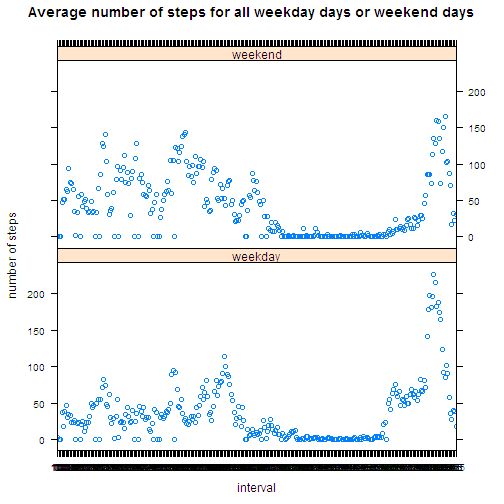 Average number of steps for all weekday days or weekend days
weekend
200
150
100
50
0
number of steps
weekday
200
150
100
50
0
interval